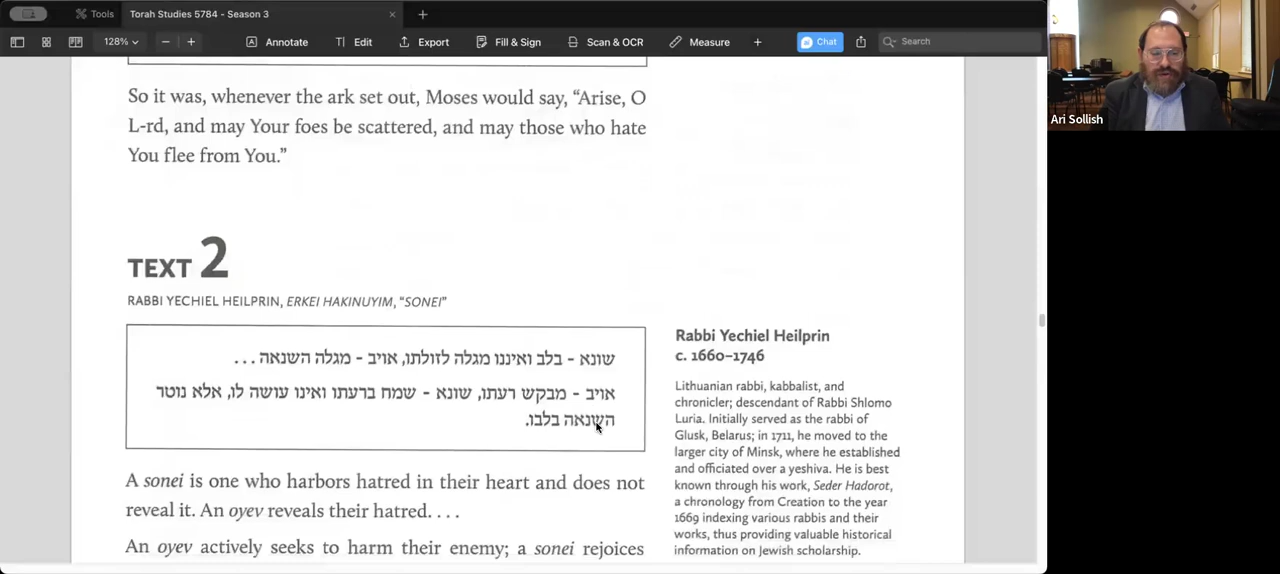 Tools
Torah Studies 5784 - Season 3
128%
Annotate
Edit
Export
Fill & Sign
Scan & OCR
Measure
Chat
Search
So it was, whenever the ark set out, Moses would say, “Arise, O
L-rd, and may Your foes be scattered, and may those who hate
You flee from You.”
TEXT 2
RABBI YECHIEL HEILPRIN, ERKEI HAKINUYIM, “SONEI”
שונא - בלב ואיננו מגלה לזולתו, אויב - מגלה השנאה ...
אויב - מבקש רעתו, שונא - שמח ברעתו ואינו עושה לו, אלא נוטר
השנאה בלבו.
A sonei is one who harbors hatred in their heart and does not
reveal it. An oyev reveals their hatred. . . .
An oyev actively seeks to harm their enemy; a sonei rejoices
Rabbi Yechiel Heilprin
c. 1660–1746
Lithuanian rabbi, kabbalist, and
chronicler; descendant of Rabbi Shlomo
Luria. Initially served as the rabbi of
Glusk, Belarus; in 1711, he moved to the
larger city of Minsk, where he established
and officiated over a yeshiva. He is best
known through his work, Seder Hadorot,
a chronology from Creation to the year
1669 indexing various rabbis and their
works, thus providing valuable historical
information on Jewish scholarship.
Ari Sollish